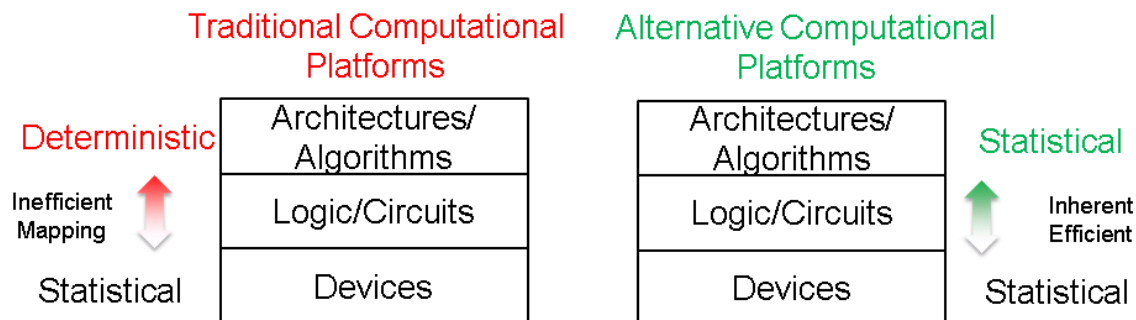 Traditional Computational
Platforms
Deterministic
Inefficient
Mapping
Statistical
Architectures/
Algorithms
Logic/Circuits
Devices
Alternative Computational
Platforms
Architectures/
Algorithms
Logic/Circuits
Devices
Statistical
Inherent
Efficient
Statistical